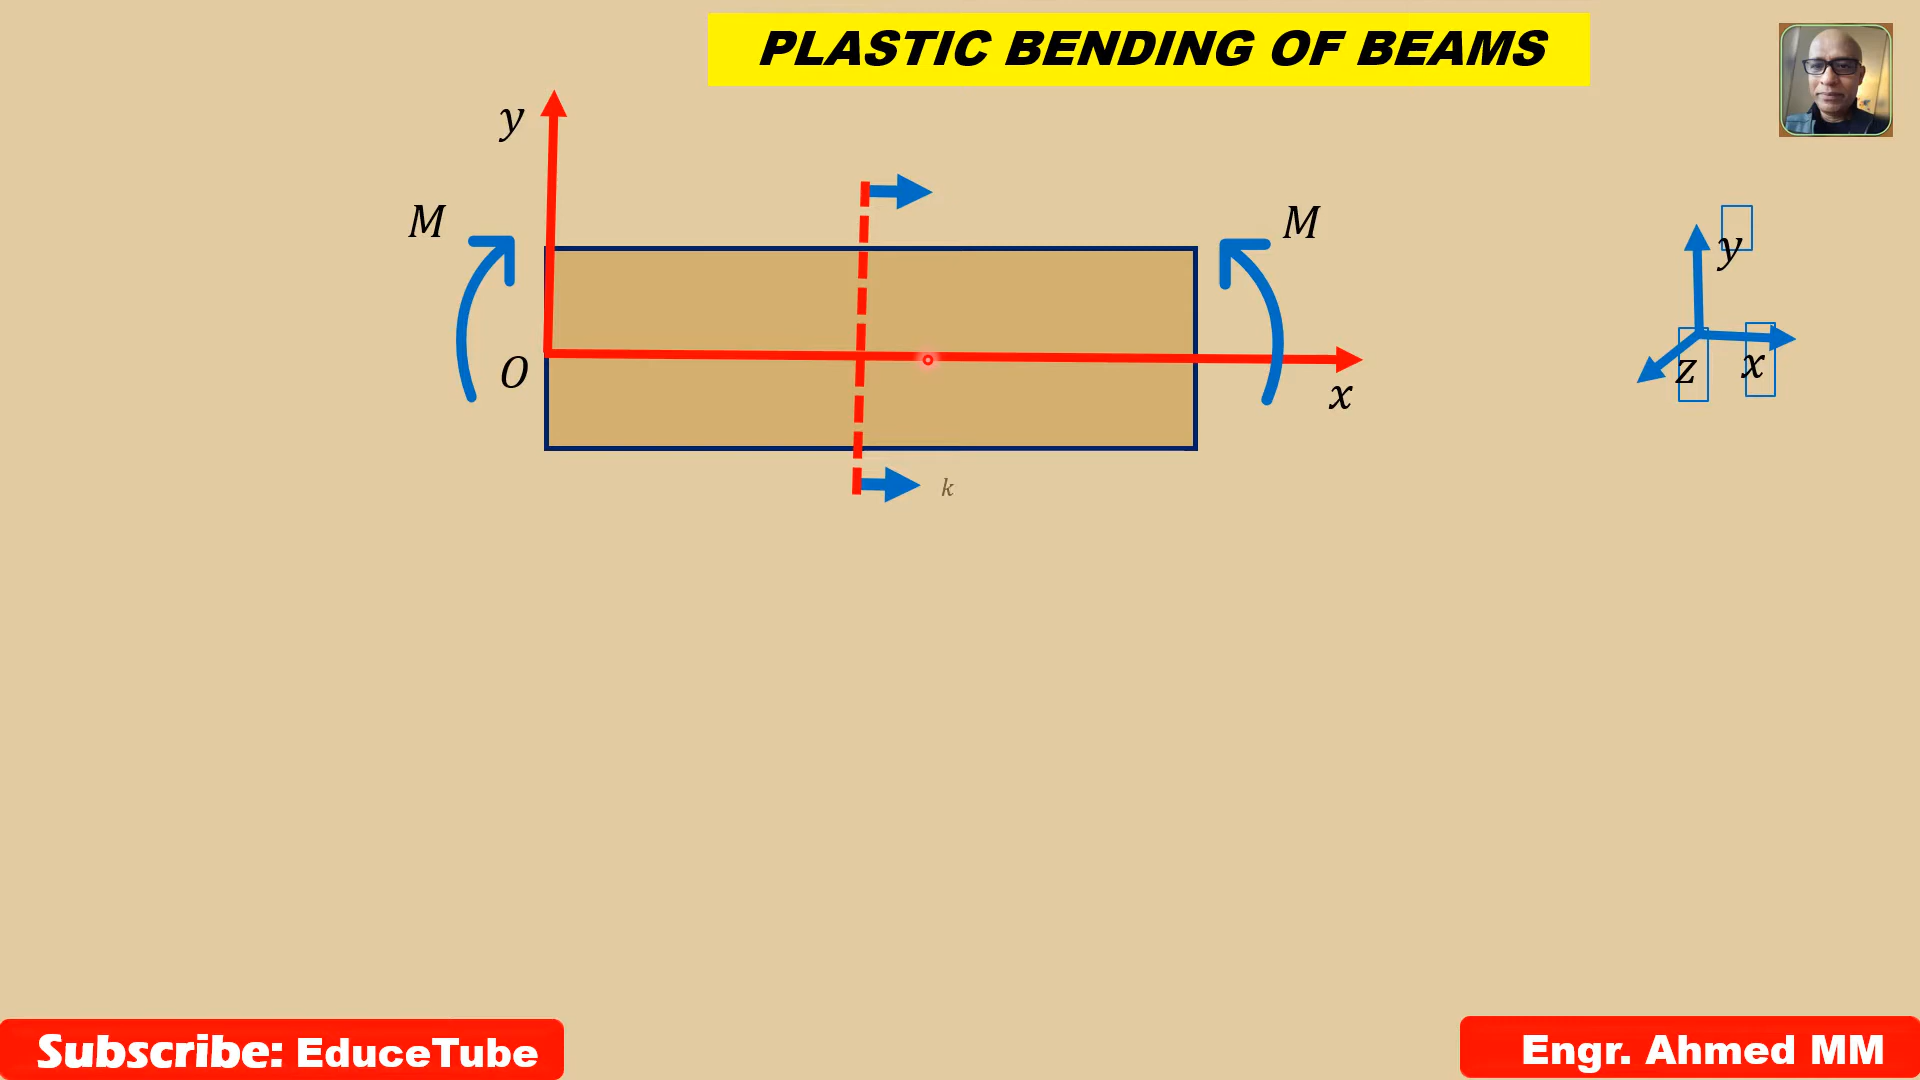 PLASTIC BENDING OF BEAMS
y
M
M
y
O
z
x
x
k
Subscribe: EduceTube
Engr. Ahmed MM